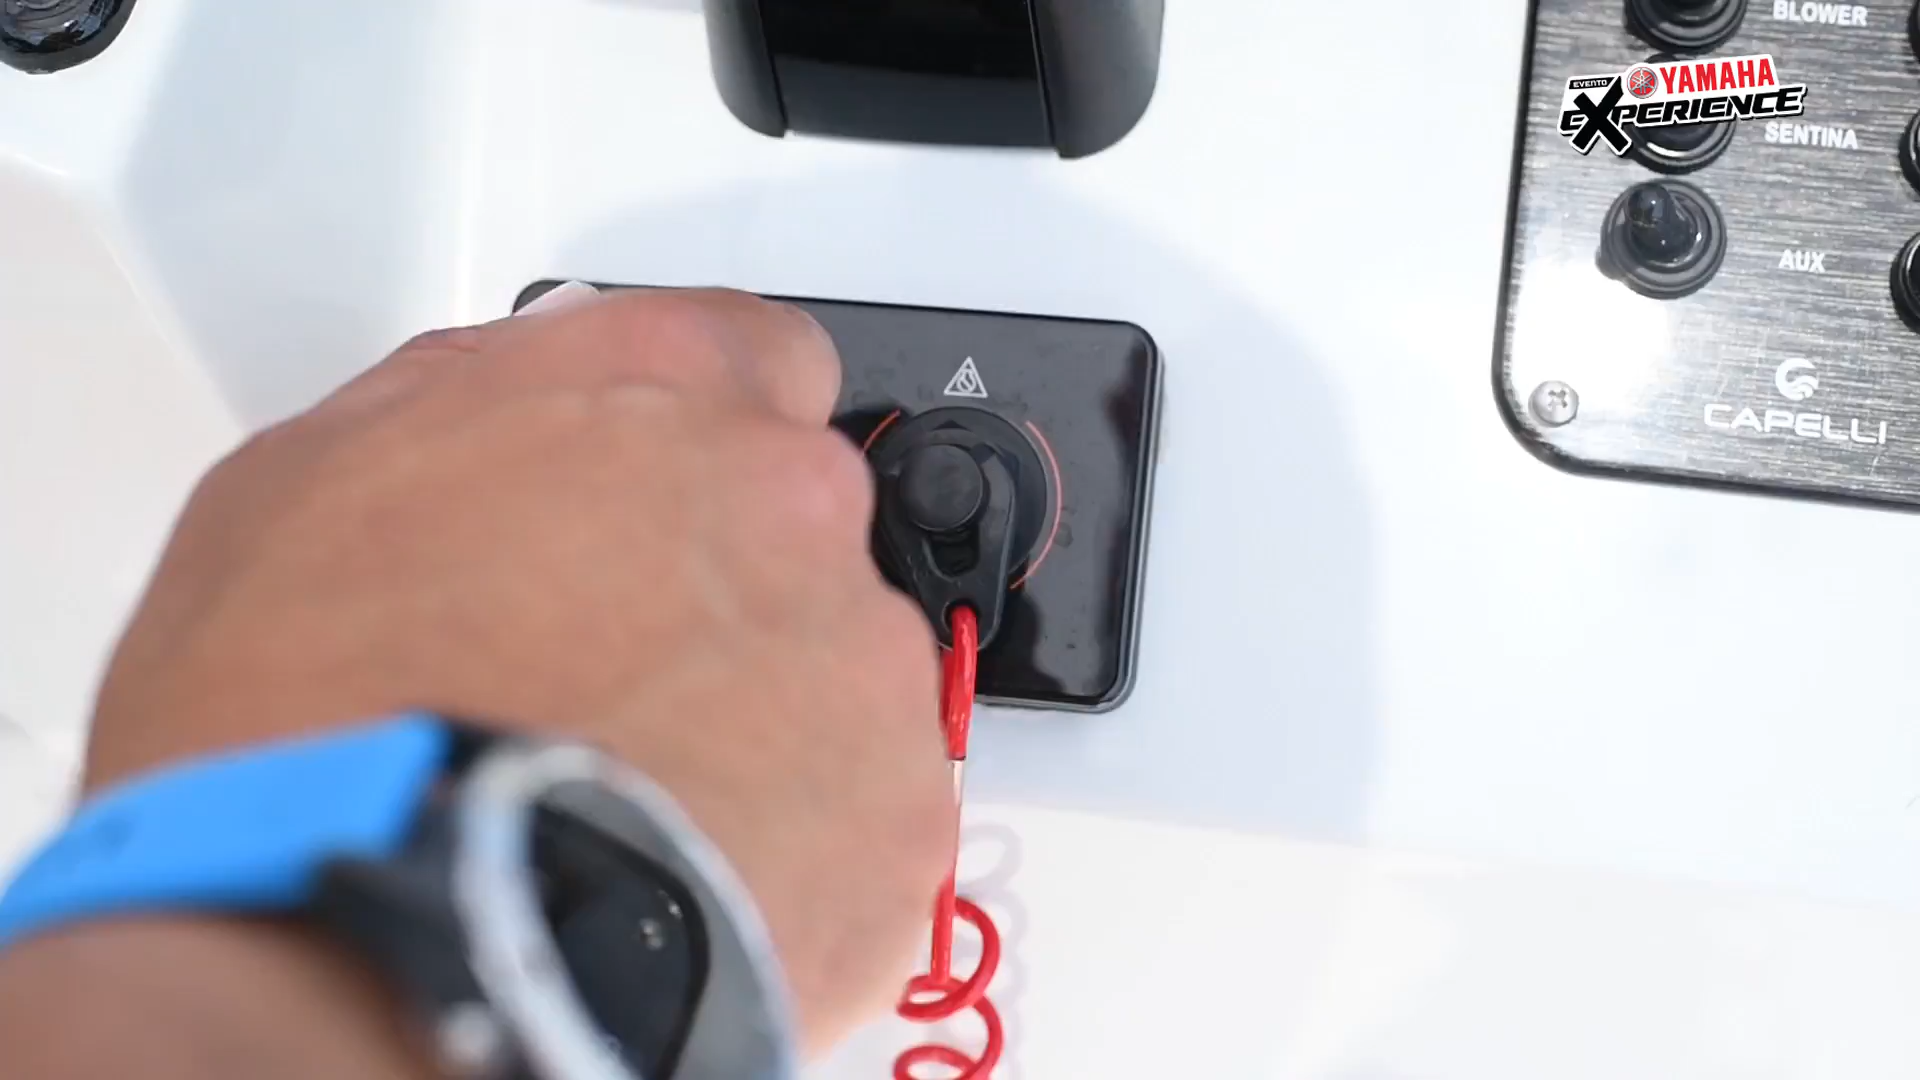 BLOWER
EVENTO
YAMAHA
EXPERIENCE
SENTINA
AUX
CAPELLI